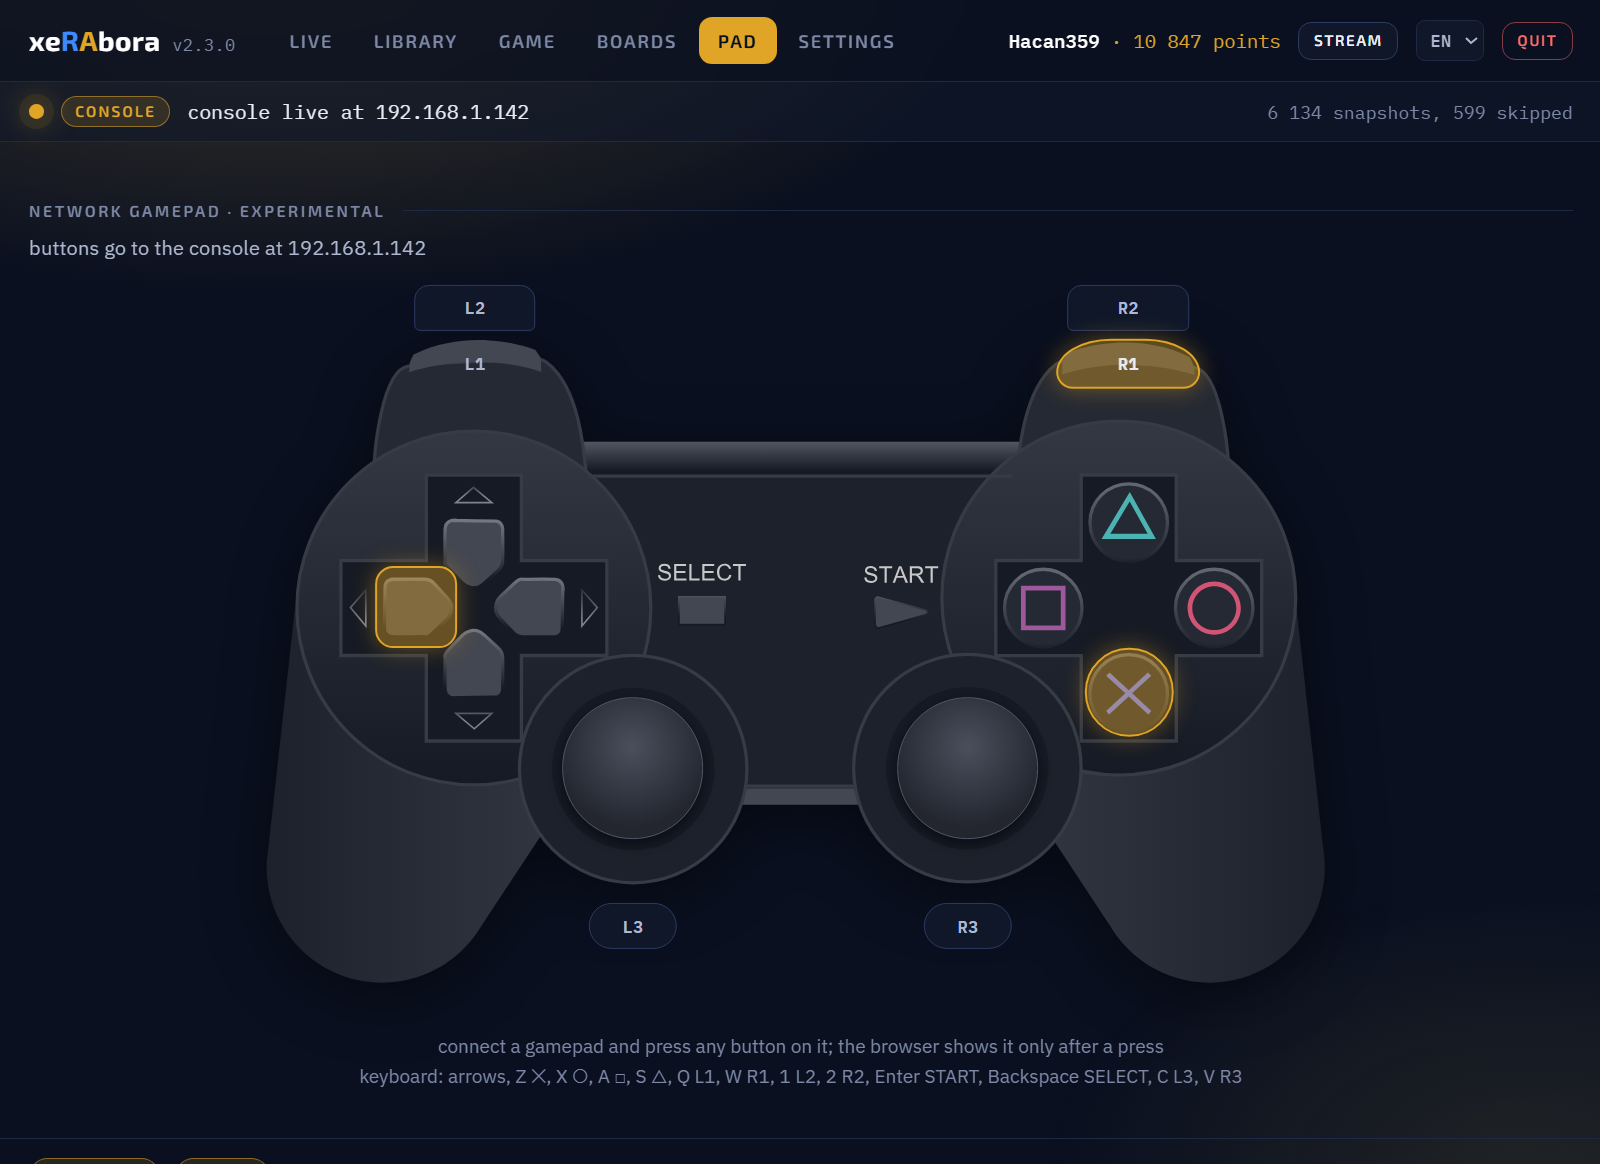 xeRAbora v2.3.0 LIVE LIBRARY GAME BOARDS PAD SETTINGS Hacan359 · 10 847 points STREAM EN QUIT
CONSOLE console live at 192.168.1.142 6 134 snapshots, 599 skipped
NETWORK GAMEPAD · EXPERIMENTAL
buttons go to the console at 192.168.1.142
L2 R2
L1 R1
SELECT START
L3 R3
connect a gamepad and press any button on it; the browser shows it only after a press
keyboard: arrows, Z ✕, X ○, A □, S △, Q L1, W R1, 1 L2, 2 R2, Enter START, Backspace SELECT, C L3, V R3